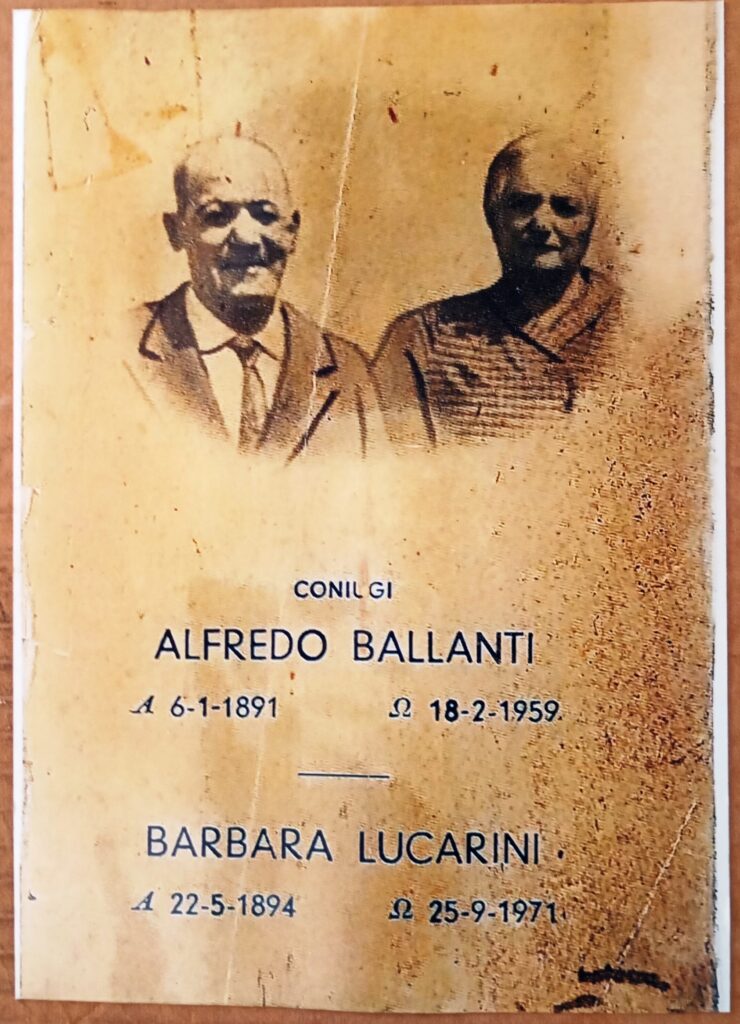 CONIUGI
ALFREDO BALLANTI
A 6-1-1891 Ω 18-2-1959
BARBARA LUCARINI
A 22-5-1894 Ω 25-9-1971